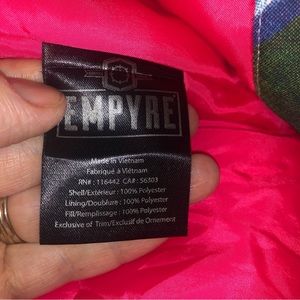 EMPYRE
Made in Vietnam
Fabriqué à Viêtnam
RN#: 116442 CA#: 56303
Shell/Extérieur: 100% Polyester
Lining/Doublure: 100% Polyester
Fill/Remplissage: 100% Polyester
Exclusive of Trim/Exclusif de Ornement